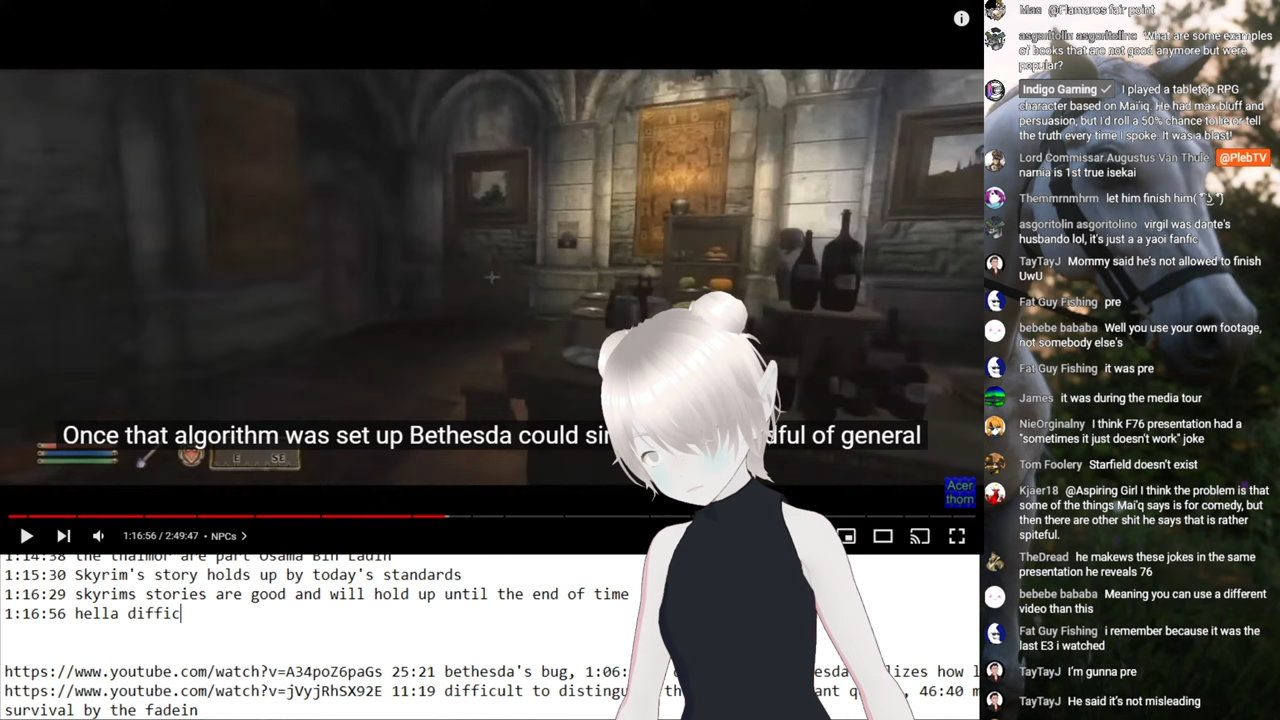 Once that algorithm was set up Bethesda could
of general
E
SE
Acer
thorn
1:16:56 / 2:49:47 • NPCs >
1:14:38 the thalmor are part Osama Bin Ladin
1:15:30 Skyrim's story holds up by today's standards
1:16:29 skyrims stories are good and will hold up until the end of time
1:16:56 hella diffic
https://www.youtube.com/watch?v=A34poZ6paGs 25:21 bethesda's bug, 1:06:
https://www.youtube.com/watch?v=jVyjRhSX92E 11:19 difficult to
survival by the fadein
Max @Flamaros fair point
asgoritolin asgoritolino What are some examples
of books that are not good anymore but were
popular?
Indigo Gaming ✓ I played a tabletop RPG
character based on Mai'q. He had max bluff and
persuasion, but I'd roll a 50% chance to lie or tell
the truth every time I spoke. It was a blast!
Lord Commissar Augustus Van Thule @PlebTV
narnia is 1st true isekai
Themmrnmhrm let him finish him( ͡° ͜ʖ ͡°)
asgoritolin asgoritolino virgil was dante's
husbando lol, it's just a a yaoi fanfic
TayTayJ Mommy said he's not allowed to finish
UwU
Fat Guy Fishing pre
bebebe bababa Well you use your own footage,
not somebody else's
Fat Guy Fishing it was pre
James it was during the media tour
NieOrginalny I think F76 presentation had a
"sometimes it just doesn't work" joke
Tom Foolery Starfield doesn't exist
Kjaer18 @Aspiring Girl I think the problem is that
some of the things Mai'q says is for comedy, but
then there are other shit he says that is rather
spiteful.
TheDread he makews these jokes in the same
presentation he reveals 76
bebebe bababa Meaning you can use a different
video than this
Fat Guy Fishing i remember because it was the
last E3 i watched
TayTayJ I'm gunna pre
TayTayJ He said it's not misleading